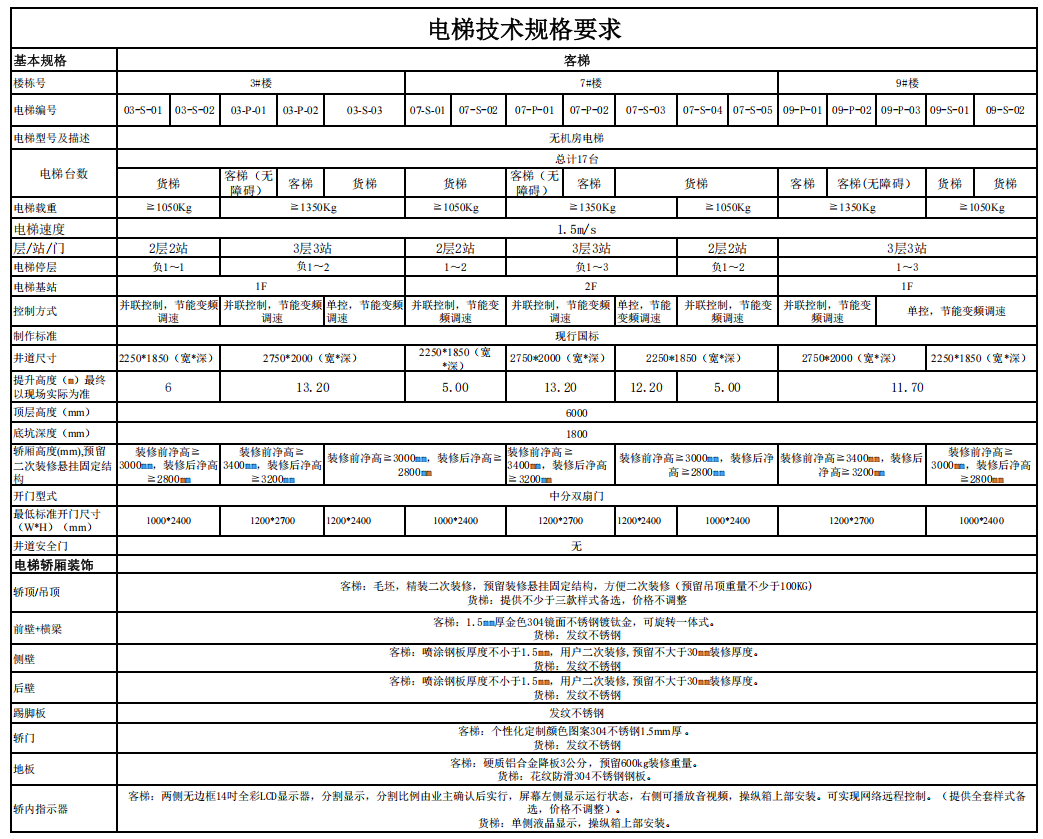 电梯技术规格要求
基本规格 客梯
楼栋号 3#楼 7#楼 9#楼
电梯编号 03-S-01 03-S-02 03-P-01 03-P-02 03-S-03 07-S-01 07-S-02 07-P-01 07-P-02 07-S-03 07-S-04 07-S-05 09-P-01 09-P-02 09-P-03 09-S-01 09-S-02
电梯型号及描述 无机房电梯
电梯台数 总计17台
货梯 客梯（无障碍） 客梯 货梯 货梯 客梯（无障碍） 客梯 货梯 客梯 客梯(无障碍） 货梯 货梯
电梯载重 ≧1050Kg ≧1350Kg ≧1050Kg ≧1350Kg ≧1050Kg ≧1350Kg ≧1050Kg
电梯速度 1.5m/s
层/站/门 2层2站 3层3站 2层2站 3层3站 2层2站 3层3站
电梯停层 负1～1 负1～2 1～2 负1～3 负1～2 1～3
电梯基站 1F 2F 1F
控制方式 并联控制，节能变频调速 并联控制，节能变频调速 单控，节能变频调速 并联控制，节能变频调速 并联控制，节能变频调速 单控，节能变频调速 并联控制，节能变频调速 并联控制，节能变频调速 单控，节能变频调速
制作标准 现行国标
井道尺寸 2250*1850（宽*深） 2750*2000（宽*深） 2250*1850（宽*深） 2750*2000（宽*深） 2250*1850（宽*深） 2750*2000（宽*深） 2250*1850（宽*深）
提升高度（m）最终以现场实际为准 6 13.20 5.00 13.20 12.20 5.00 11.70
顶层高度（mm） 6000
底坑深度（mm） 1800
轿厢高度(mm),预留二次装修悬挂固定结构 装修前净高≧3000mm，装修后净高≧2800mm 装修前净高≧3400mm，装修后净高≧3200mm 装修前净高≧3000mm，装修后净高≧2800mm 装修前净高≧3400mm，装修后净高≧3200mm 装修前净高≧3000mm，装修后净高≧2800mm 装修前净高≧3400mm，装修后净高≧3200mm 装修前净高≧3000mm，装修后净高≧2800mm
开门型式 中分双扇门
最低标准开门尺寸（W*H）（mm） 1000*2400 1200*2700 1200*2400 1000*2400 1200*2700 1200*2400 1000*2400 1200*2700 1000*2400
井道安全门 无
电梯轿厢装饰
轿顶/吊顶 客梯：毛坯，精装二次装修，预留装修悬挂固定结构，方便二次装修（预留吊顶重量不少于100KG）
货梯：提供不少于三款样式备选，价格不调整
前壁+横梁 客梯：1.5mm厚金色304镜面不锈钢镀钛金，可旋转一体式。
货梯：发纹不锈钢
侧壁 客梯：喷涂钢板厚度不小于1.5mm，用户二次装修,预留不大于30mm装修厚度。
货梯：发纹不锈钢
后壁 客梯：喷涂钢板厚度不小于1.5mm，用户二次装修,预留不大于30mm装修厚度。
货梯：发纹不锈钢
踢脚板 发纹不锈钢
轿门 客梯：个性化定制颜色图案304不锈钢1.5mm厚。
货梯：发纹不锈钢
地板 客梯：硬质铝合金降板3公分，预留600kg装修重量。
货梯：花纹防滑304不锈钢钢板。
轿内指示器 客梯：两侧无边框14吋全彩LCD显示器，分割显示，分割比例由业主确认后实行，屏幕左侧显示运行状态，右侧可播放音视频，操纵箱上部安装。可实现网络远程控制。（提供全套样式备
选，价格不调整）。
货梯：单侧液晶显示，操纵箱上部安装。